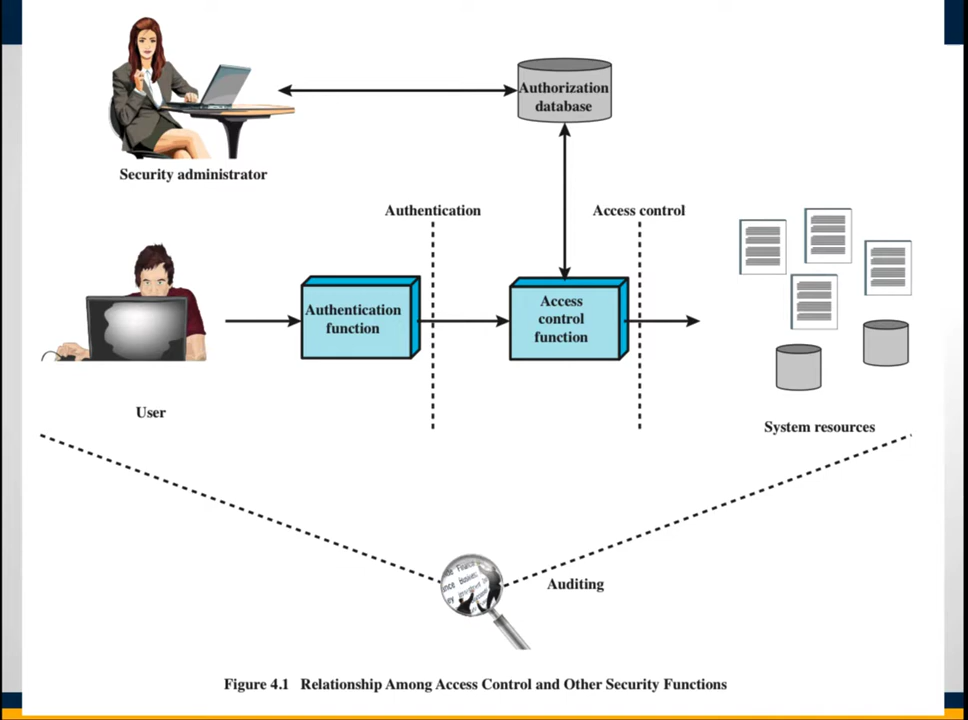 Authorization
database
Security administrator
Authentication
Access control
Authentication
function
Access
control
function
User
System resources
Auditing
Figure 4.1 Relationship Among Access Control and Other Security Functions